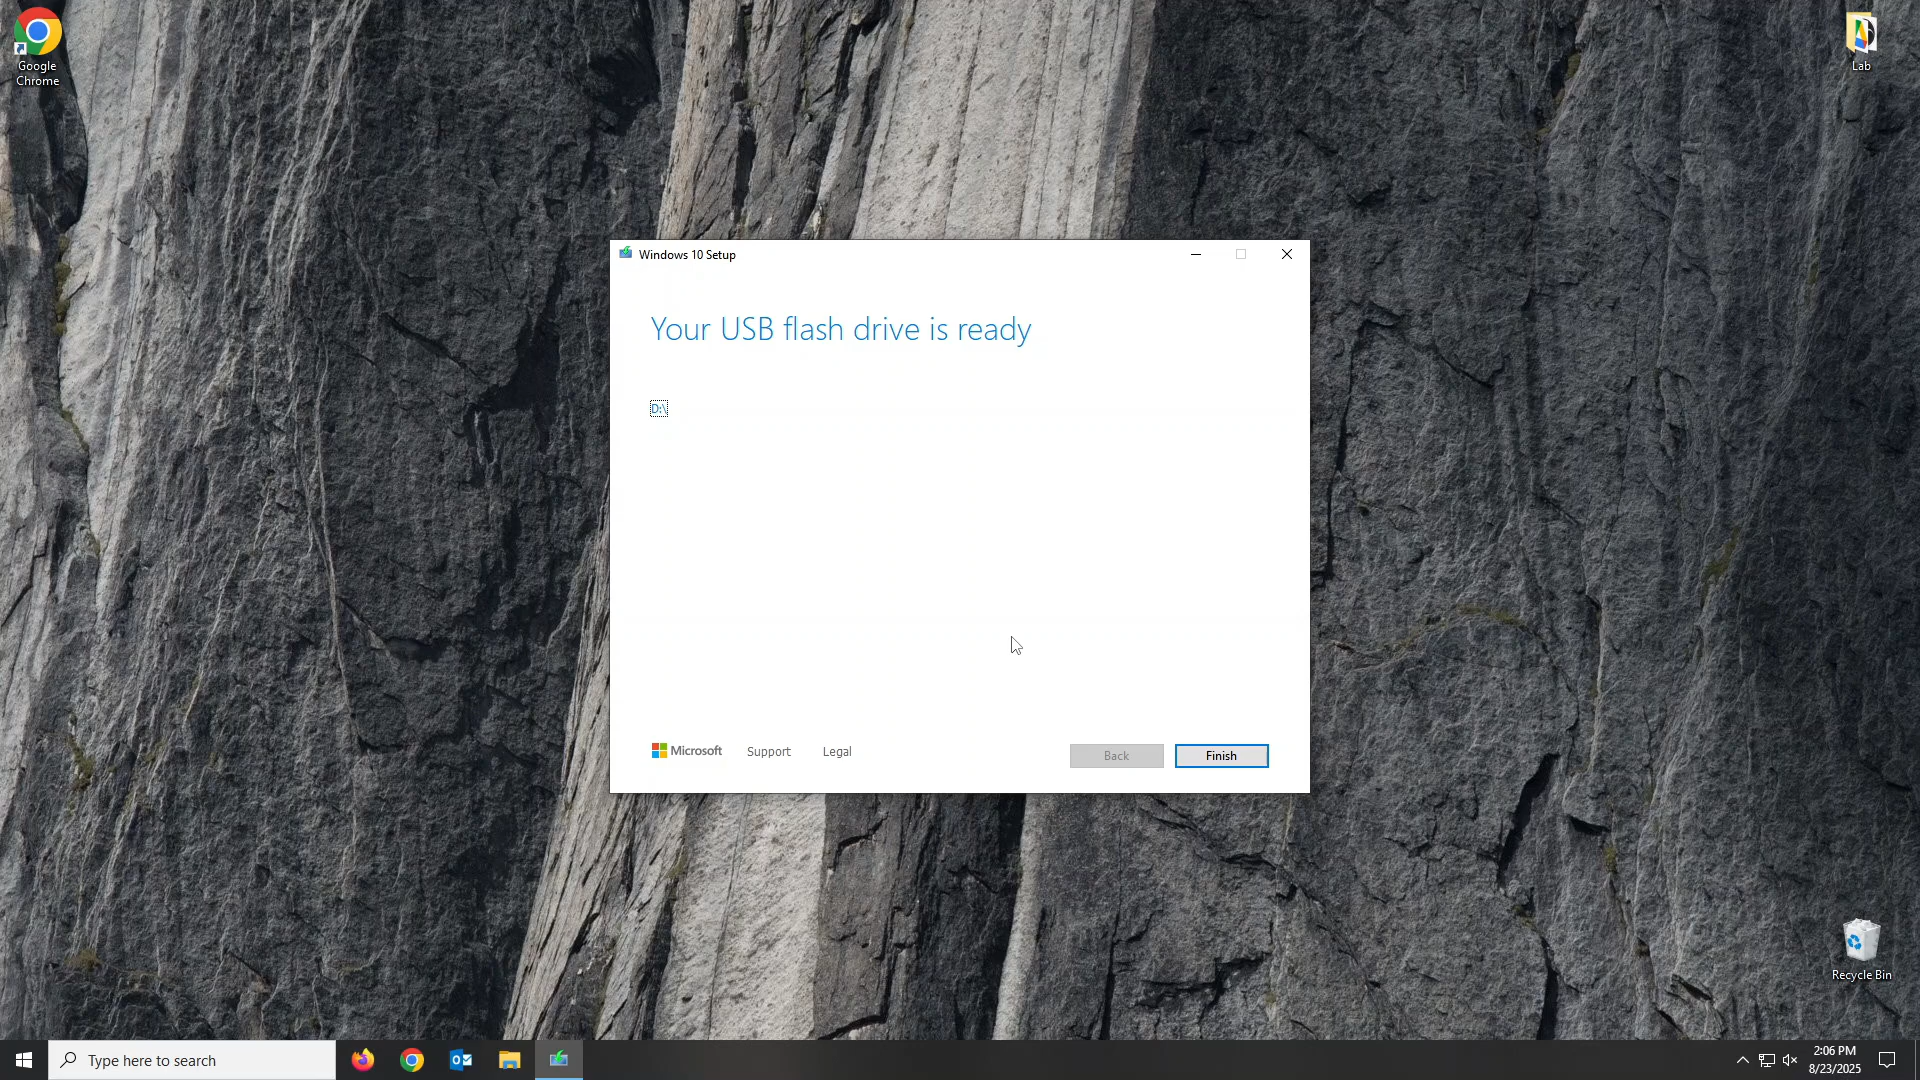 Google
Chrome
Lab
Windows 10 Setup
Your USB flash drive is ready
D:\
Microsoft
Support
Legal
Back
Finish
Recycle Bin
Type here to search
2:06 PM
8/23/2025